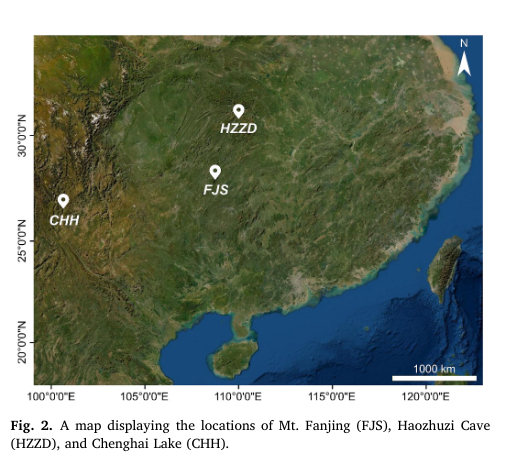 N
30°0'0"N
HZZD
FJS
CHH
25°0'0"N
20°0'0"N
1000 km
100°0'0"E 105°0'0"E 110°0'0"E 115°0'0"E 120°0'0"E
Fig. 2. A map displaying the locations of Mt. Fanjing (FJS), Haozhuzi Cave
(HZZD), and Chenghai Lake (CHH).